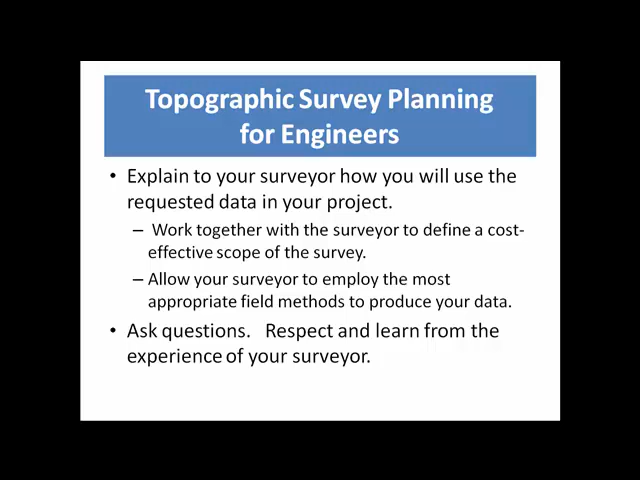 Topographic Survey Planning
for Engineers
• Explain to your surveyor how you will use the
requested data in your project.
– Work together with the surveyor to define a cost-
effective scope of the survey.
– Allow your surveyor to employ the most
appropriate field methods to produce your data.
• Ask questions.   Respect and learn from the
experience of your surveyor.